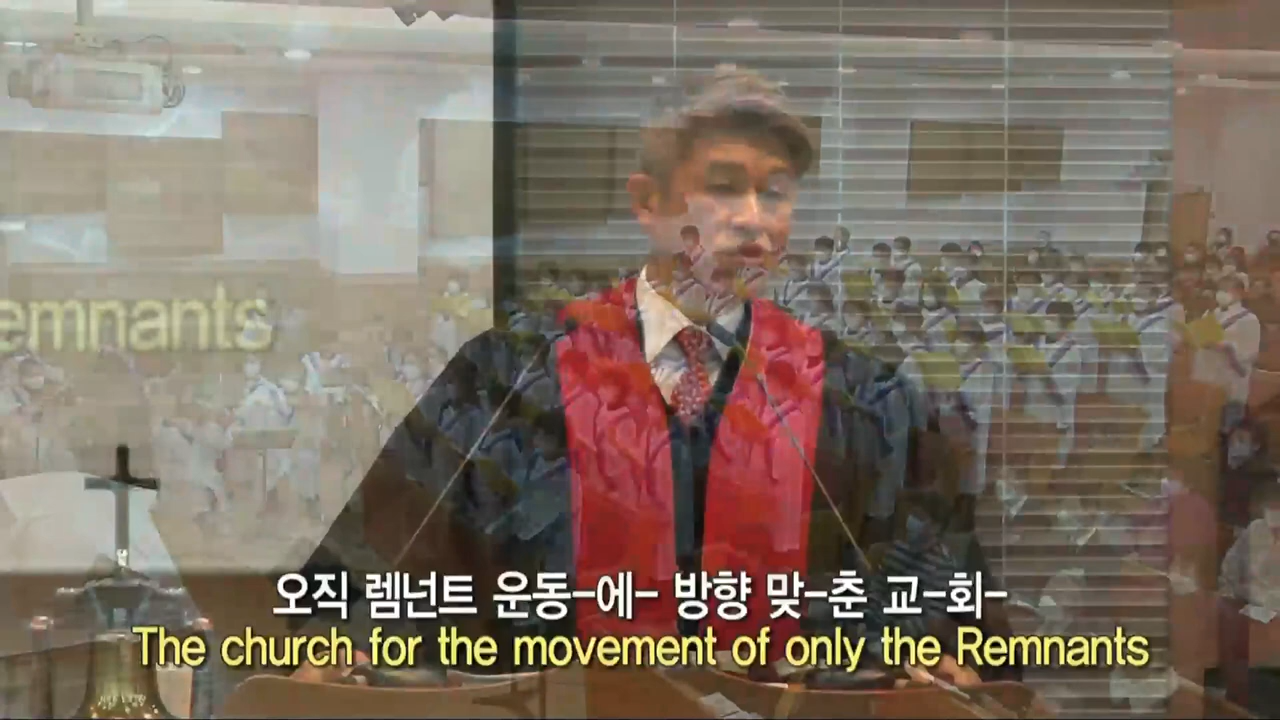 emnants
오직 렘넌트 운동-에- 방향 맞-춘 교-회-
The church for the movement of only the Remnants